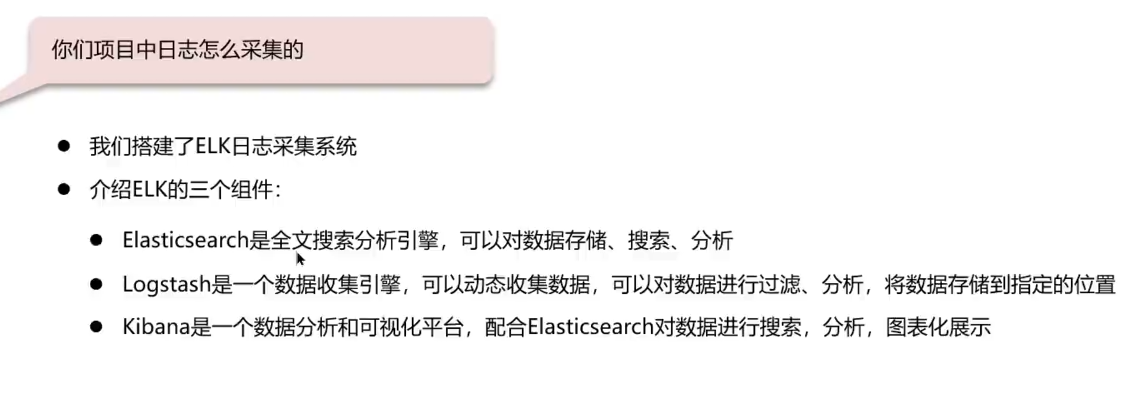 你们项目中日志怎么采集的
我们搭建了ELK日志采集系统
介绍ELK的三个组件：
Elasticsearch是全文搜索分析引擎，可以对数据存储、搜索、分析
Logstash是一个数据收集引擎，可以动态收集数据，可以对数据进行过滤、分析，将数据存储到指定的位置
Kibana是一个数据分析和可视化平台，配合Elasticsearch对数据进行搜索，分析，图表化展示